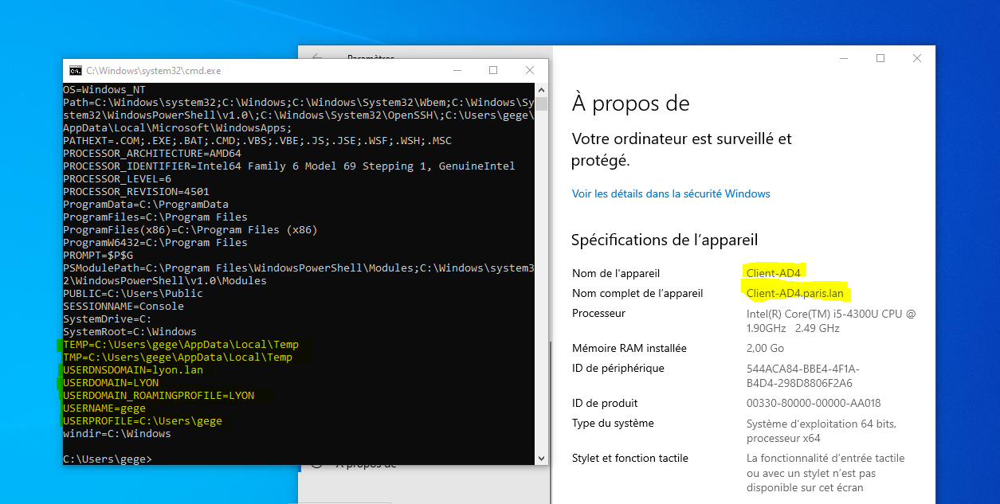 Paramètres
C:\Windows\system32\cmd.exe
OS=Windows_NT
Path=C:\Windows\system32;C:\Windows;C:\Windows\System32\Wbem;C:\Windows\Sy
stem32\WindowsPowerShell\v1.0\;C:\Windows\System32\OpenSSH\;C:\Users\gege\
AppData\Local\Microsoft\WindowsApps;
PATHEXT=.COM;.EXE;.BAT;.CMD;.VBS;.VBE;.JS;.JSE;.WSF;.WSH;.MSC
PROCESSOR_ARCHITECTURE=AMD64
PROCESSOR_IDENTIFIER=Intel64 Family 6 Model 69 Stepping 1, GenuineIntel
PROCESSOR_LEVEL=6
PROCESSOR_REVISION=4501
ProgramData=C:\ProgramData
ProgramFiles=C:\Program Files
ProgramFiles(x86)=C:\Program Files (x86)
ProgramW6432=C:\Program Files
PROMPT=$P$G
PSModulePath=C:\Program Files\WindowsPowerShell\Modules;C:\Windows\system3
2\WindowsPowerShell\v1.0\Modules
PUBLIC=C:\Users\Public
SESSIONNAME=Console
SystemDrive=C:
SystemRoot=C:\Windows
TEMP=C:\Users\gege\AppData\Local\Temp
TMP=C:\Users\gege\AppData\Local\Temp
USERDNSDOMAIN=lyon.lan
USERDOMAIN=LYON
USERDOMAIN_ROAMINGPROFILE=LYON
USERNAME=gege
USERPROFILE=C:\Users\gege
windir=C:\Windows
C:\Users\gege>
À propos de
À propos de
Votre ordinateur est surveillé et
protégé.
Voir les détails dans la sécurité Windows
Spécifications de l’appareil
Nom de l'appareil Client-AD4
Nom complet de l’appareil Client-AD4.paris.lan
Processeur Intel(R) Core(TM) i5-4300U CPU @
1.90GHz 2.49 GHz
Mémoire RAM installée 2,00 Go
ID de périphérique 544ACA84-BBE4-4F1A-
B4D4-298D8806F2A6
ID de produit 00330-80000-00000-AA018
Type du système Système d’exploitation 64 bits,
processeur x64
Stylet et fonction tactile La fonctionnalité d’entrée tactile
ou avec un stylet n’est pas
disponible sur cet écran